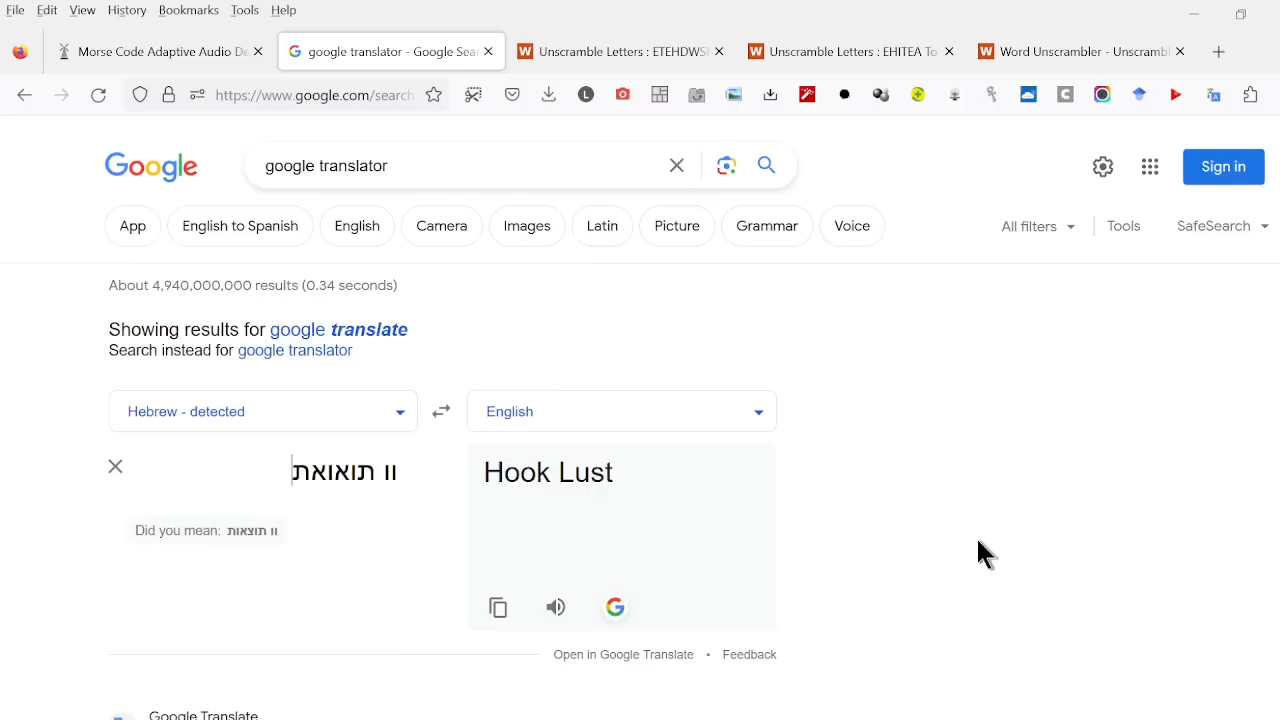 File Edit View History Bookmarks Tools Help
Morse Code Adaptive Audio De google translator - Google Sear Unscramble Letters : ETEHDWS Unscramble Letters : EHITEA To Word Unscrambler - Unscrambl
https://www.google.com/search
Google google translator Sign in
App English to Spanish English Camera Images Latin Picture Grammar Voice All filters Tools SafeSearch
About 4,940,000,000 results (0.34 seconds)
Showing results for google translate
Search instead for google translator
Hebrew - detected English
וו תואואת Hook Lust
Did you mean: וו תוצאות
Open in Google Translate • Feedback
Google Translate